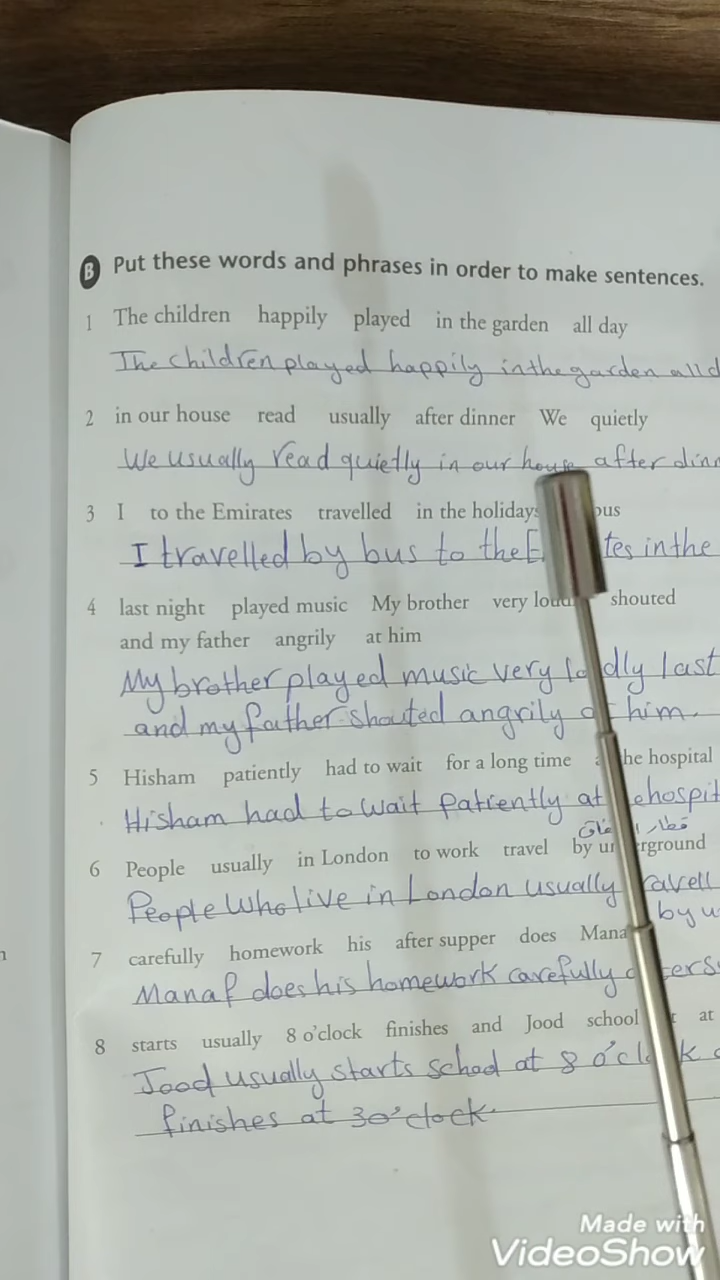 B Put these words and phrases in order to make sentences.
1 The children happily played in the garden all day
The children played happily in the garden all d
2 in our house read usually after dinner We quietly
We usually read quietly in our house after dinn
3 I to the Emirates travelled in the holidays bus
I travelled by bus to the E tes in the
4 last night played music My brother very shouted
and my father angrily at him
My brother played music very dly last
and my father shouted angrily him.
5 Hisham patiently had to wait for a long time he hospital
Hisham had to wait patiently at ehospit
قطار
6 People usually in London to work travel by rground
People who live in London usually ravell
by u
7 carefully homework his after supper does Mana
Manaf does his homework carefully ters
8 starts usually 8 o'clock finishes and Jood school at
Jood usually starts school at 8 o'cl k
finishes at 3 o'clock.
Made with
VideoShow